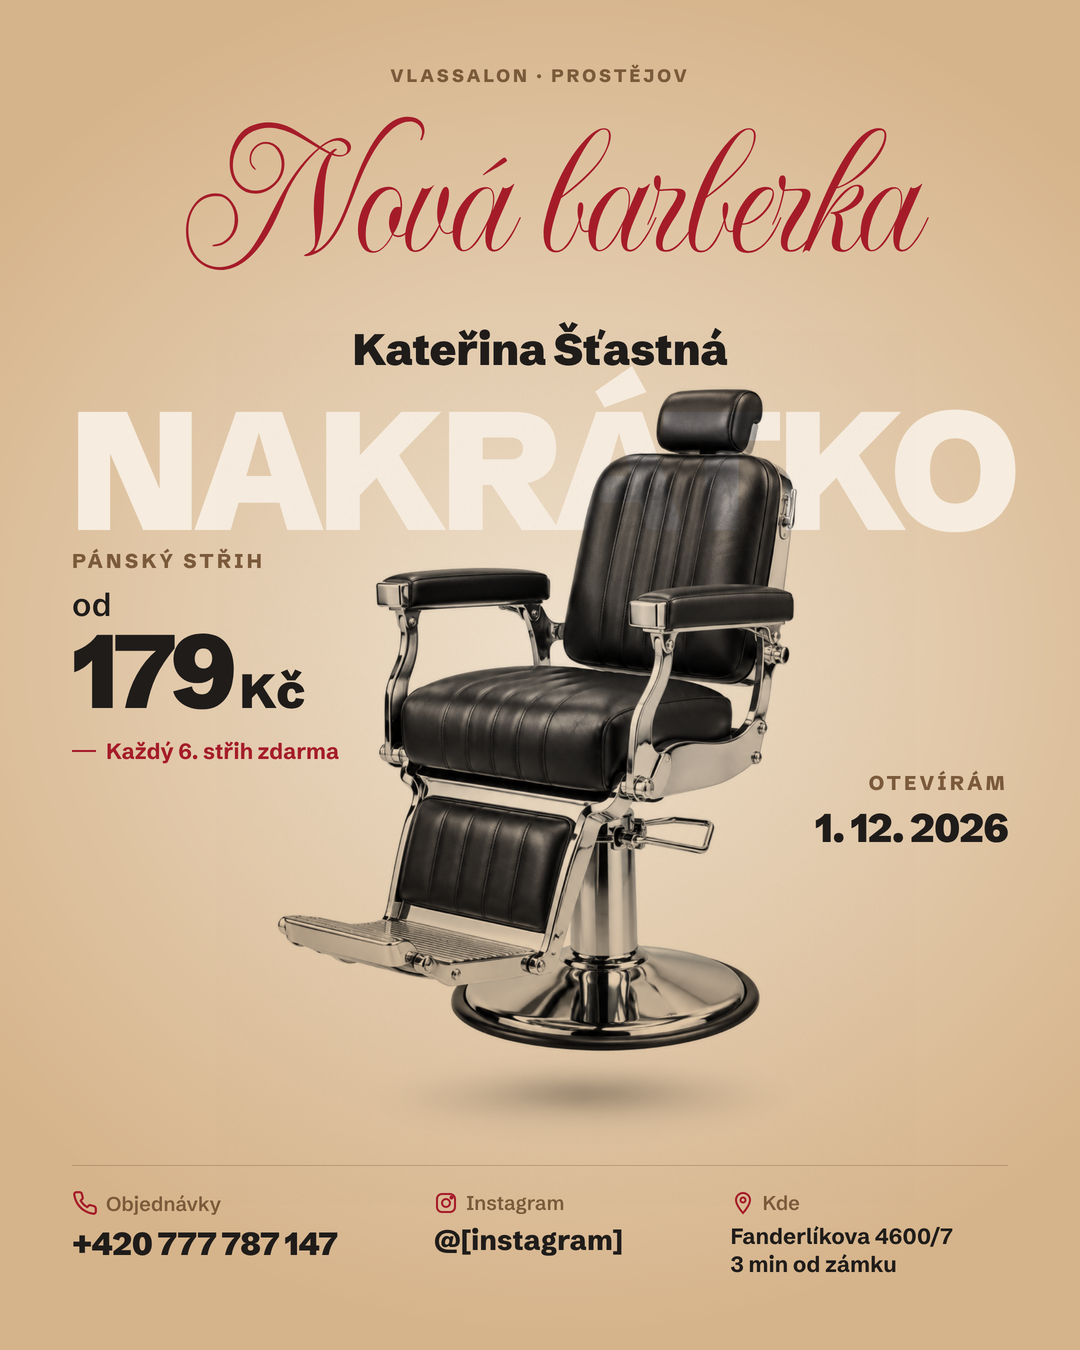 VLASSALON · PROSTĚJOV
Nová barberka
Kateřina Šťastná
NAKRÁTKO
PÁNSKÝ STŘIH
od
179 Kč
— Každý 6. střih zdarma
OTEVÍRÁM
1. 12. 2026
Objednávky
+420 777 787 147
Instagram
@[instagram]
Kde
Fanderlíkova 4600/7
3 min od zámku